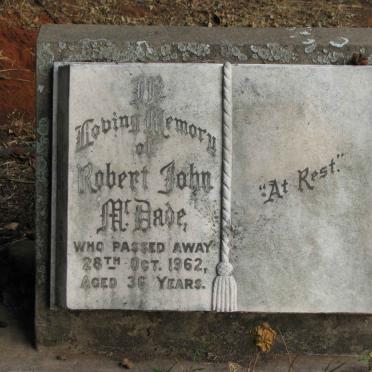 In
Loving Memory
of
Robert John
McDade,
WHO PASSED AWAY
28TH OCT. 1962,
AGED 36 YEARS.
"At Rest."